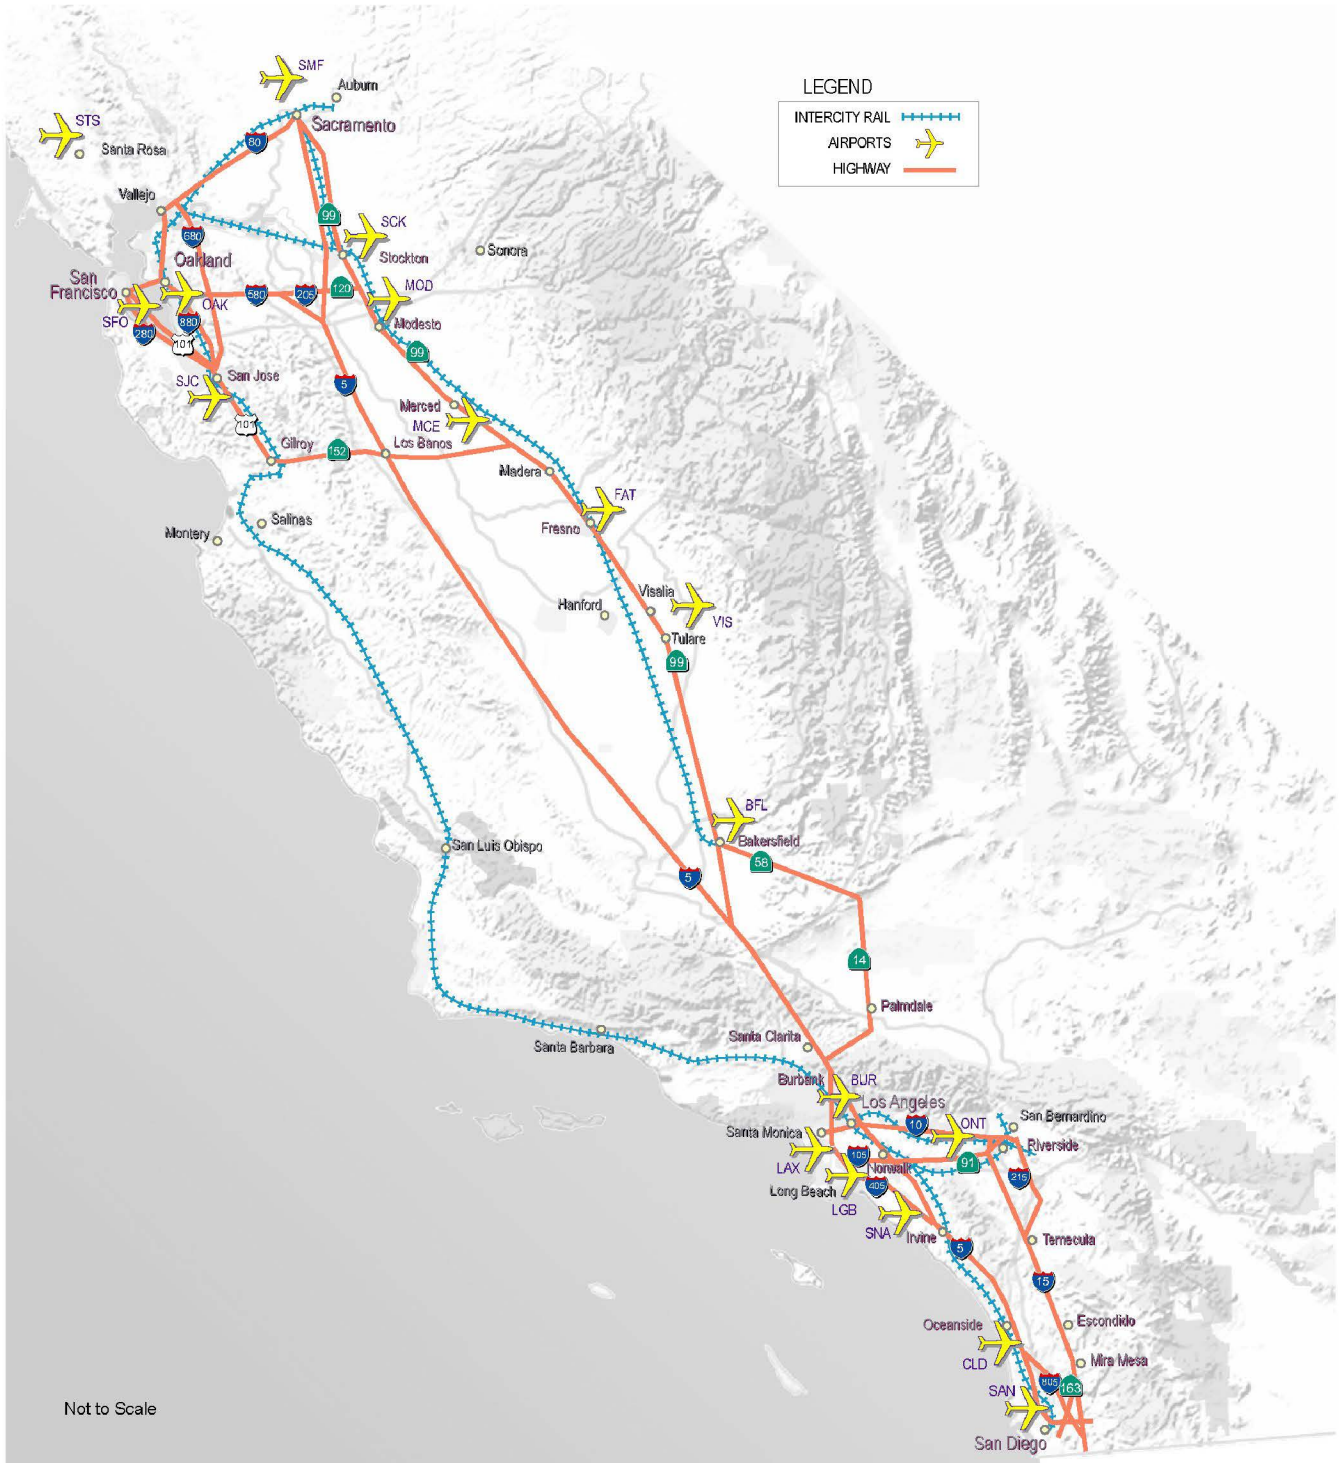 SMF
Auburn
LEGEND
INTERCITY RAIL
AIRPORTS
HIGHWAY
STS
Sacramento
Santa Rosa
80
Vallejo
99
SCK
680
Stockton
Sonora
Oakland
San
Francisco
OAK
580
205
120
MOD
SFO
280
880
101
Modesto
99
SJC
San Jose
5
Merced
MCE
101
Gilroy
152
Los Banos
Madera
FAT
Salinas
Montery
Fresno
Visalia
Hanford
VIS
Tulare
99
BFL
Bakersfield
San Luis Obispo
58
5
14
Palmdale
Santa Clarita
Santa Barbara
Burbank
BUR
Los Angeles
San Bernardino
Santa Monica
10
ONT
Riverside
LAX
105
Norwalk
91
215
Long Beach
405
LGB
SNA
Irvine
5
Temecula
15
Oceanside
Escondido
CLD
Mira Mesa
SAN
805
163
Not to Scale
San Diego